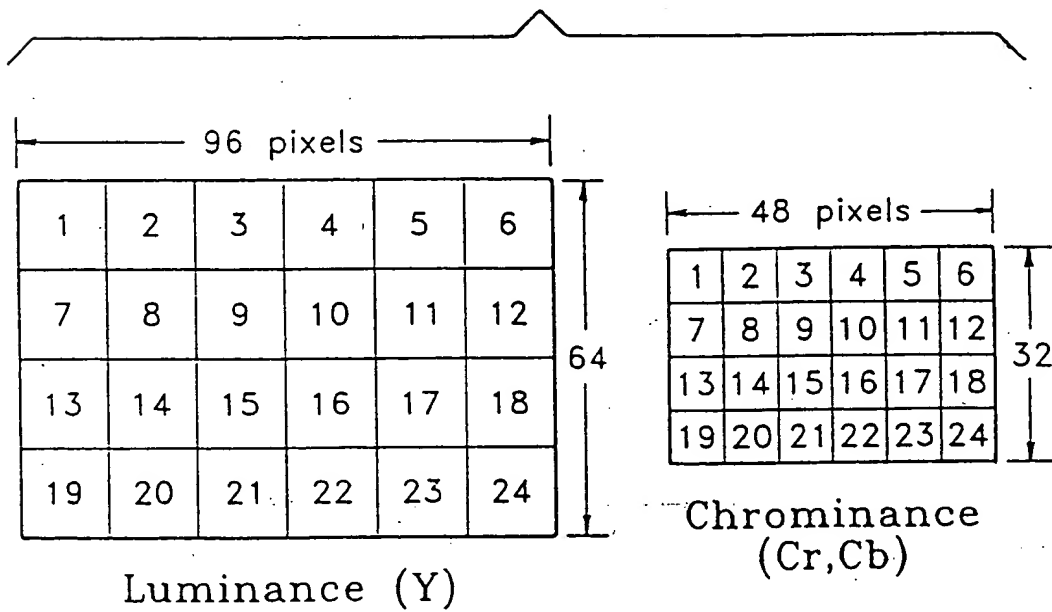 96 pixels
1 2 3 4 5 6
7 8 9 10 11 12
13 14 15 16 17 18
19 20 21 22 23 24
64
Luminance (Y)
48 pixels
1 2 3 4 5 6
7 8 9 10 11 12
13 14 15 16 17 18
19 20 21 22 23 24
32
Chrominance
(Cr,Cb)